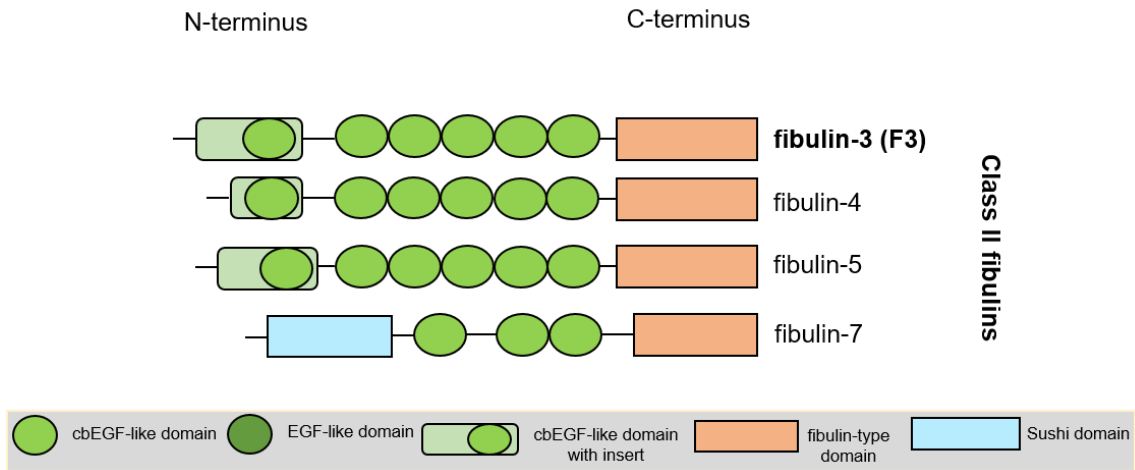 N-terminus
C-terminus
fibulin-3 (F3)
fibulin-4
fibulin-5
fibulin-7
Class II fibulins
cbEGF-like domain
EGF-like domain
cbEGF-like domain
with insert
fibulin-type
domain
Sushi domain